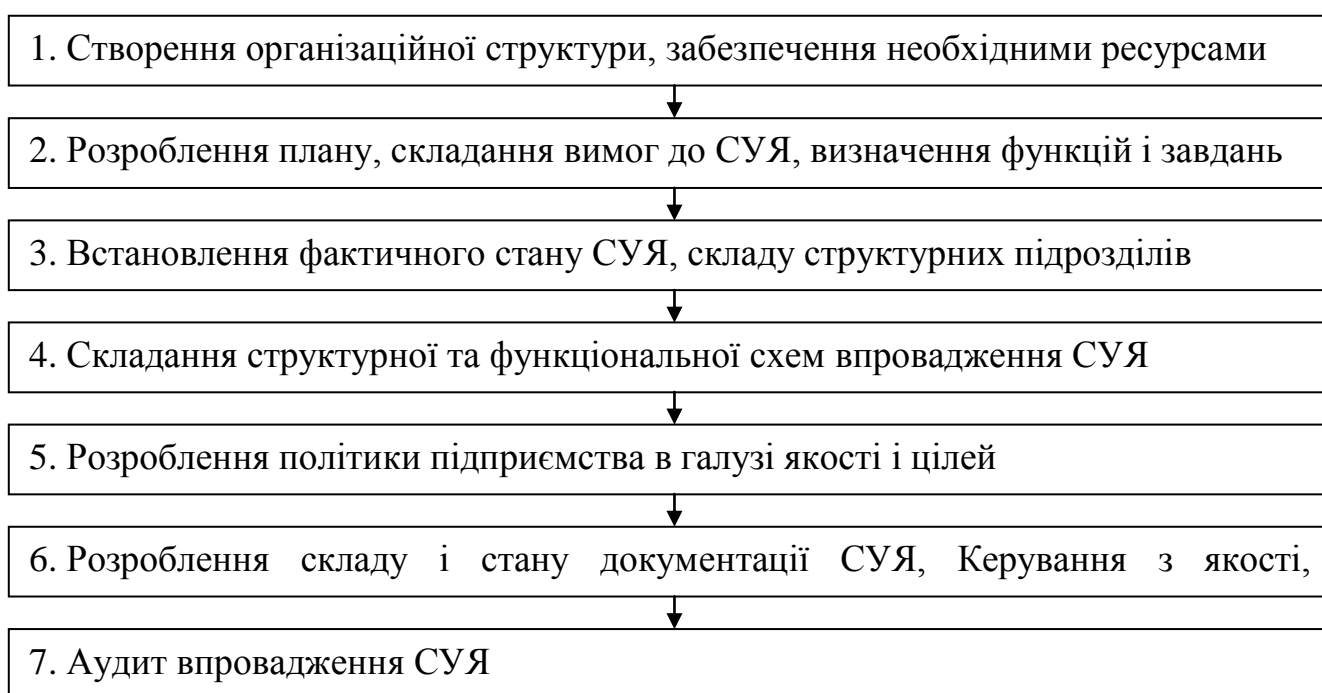 1. Створення організаційної структури, забезпечення необхідними ресурсами
2. Розроблення плану, складання вимог до СУЯ, визначення функцій і завдань
3. Встановлення фактичного стану СУЯ, складу структурних підрозділів
4. Складання структурної та функціональної схем впровадження СУЯ
5. Розроблення політики підприємства в галузі якості і цілей
6. Розроблення складу і стану документації СУЯ, Керування з якості,
7. Аудит впровадження СУЯ